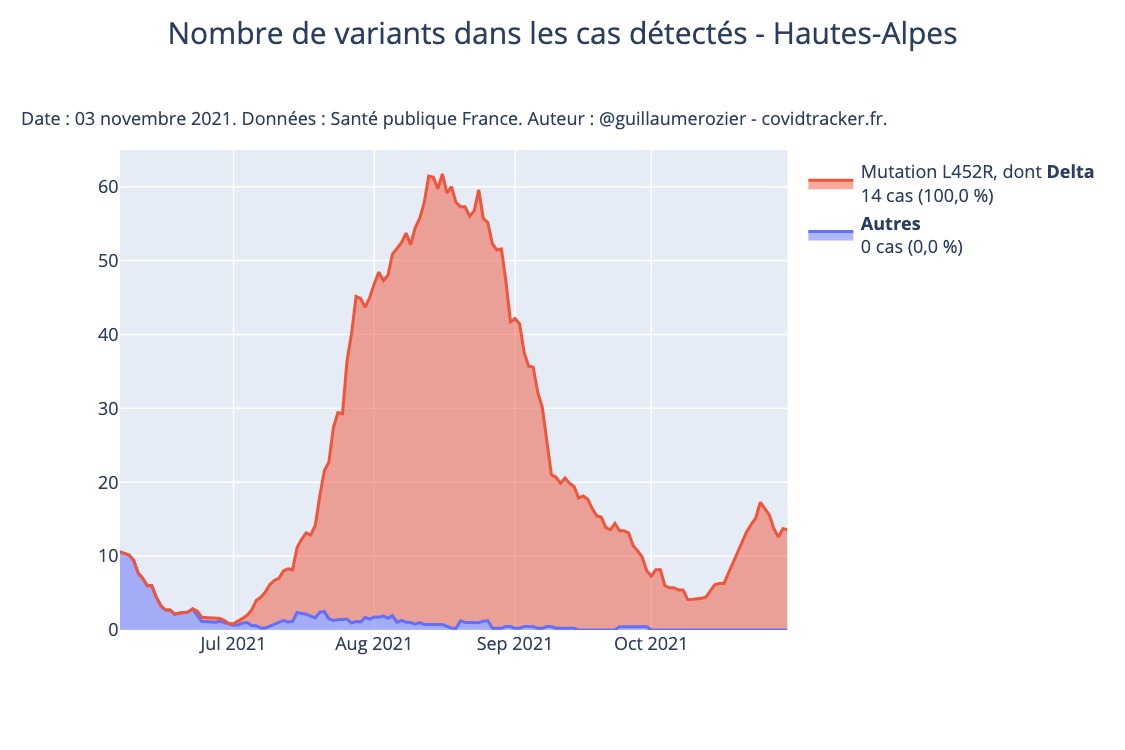 Nombre de variants dans les cas détectés - Hautes-Alpes
Date : 03 novembre 2021. Données : Santé publique France. Auteur : @guillaumerozier - covidtracker.fr.
Mutation L452R, dont Delta
14 cas (100,0 %)
Autres
0 cas (0,0 %)
60
50
40
30
20
10
0
Jul 2021
Aug 2021
Sep 2021
Oct 2021